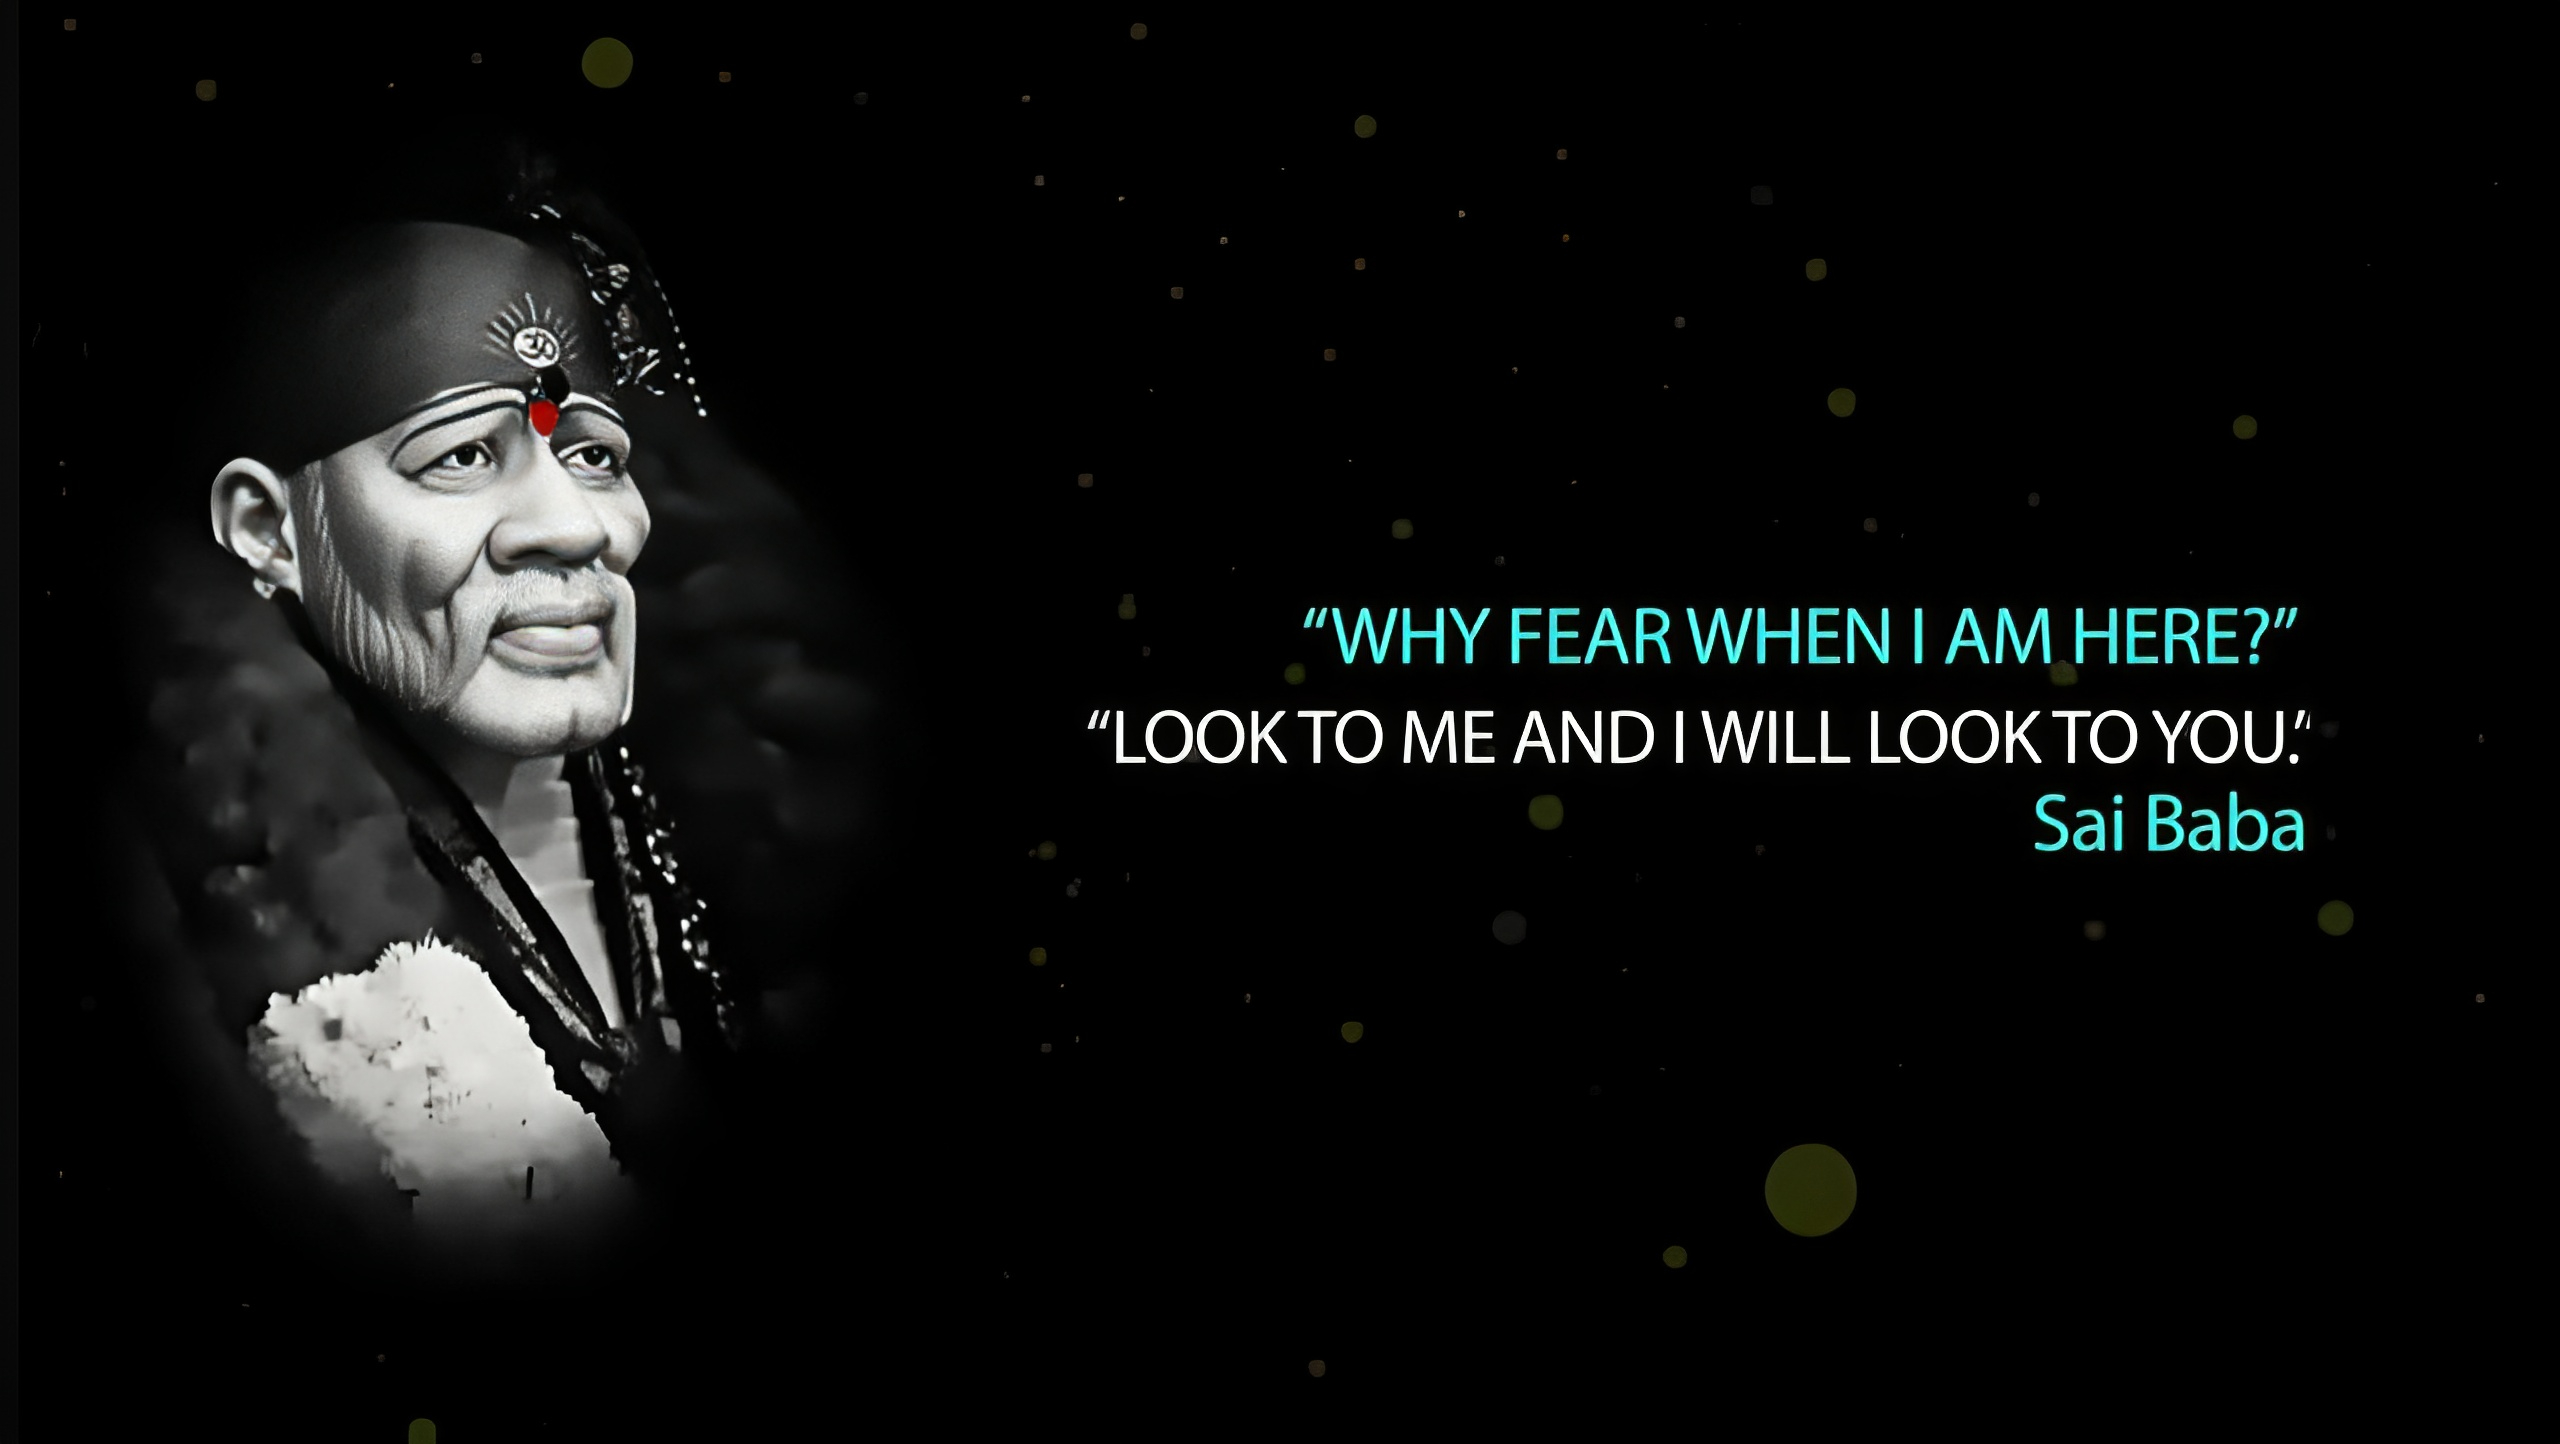 “WHY FEAR WHEN I AM HERE?”
“LOOK TO ME AND I WILL LOOK TO YOU.”
Sai Baba